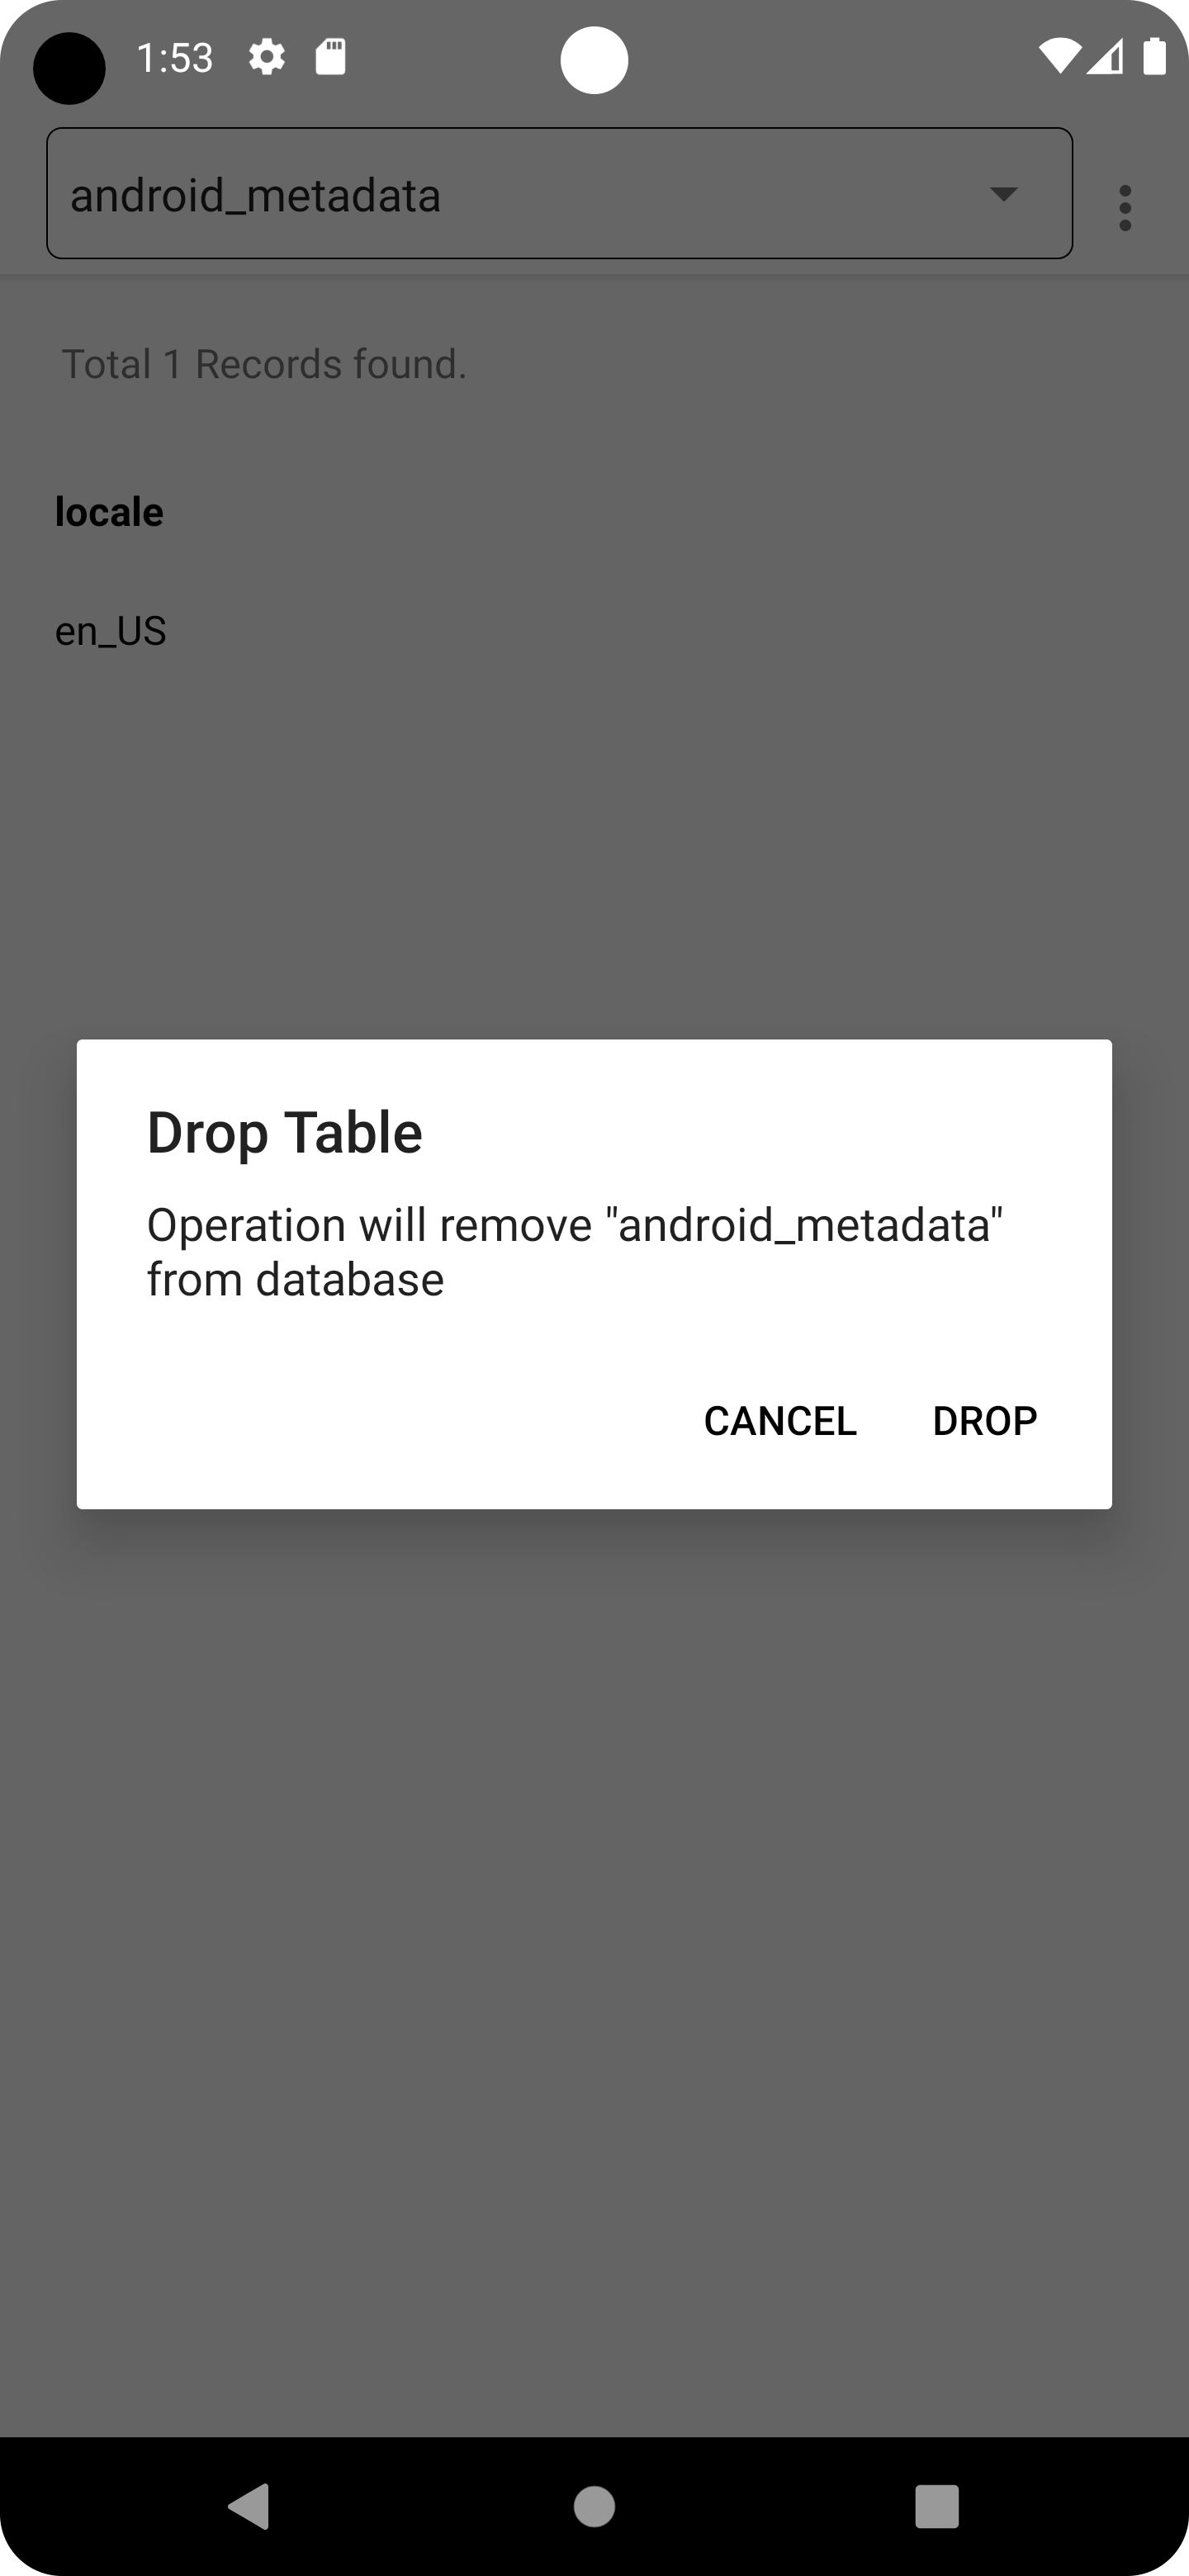 1:53
android_metadata
Total 1 Records found.
locale
en_US
Drop Table
Operation will remove "android_metadata"
from database
CANCEL DROP